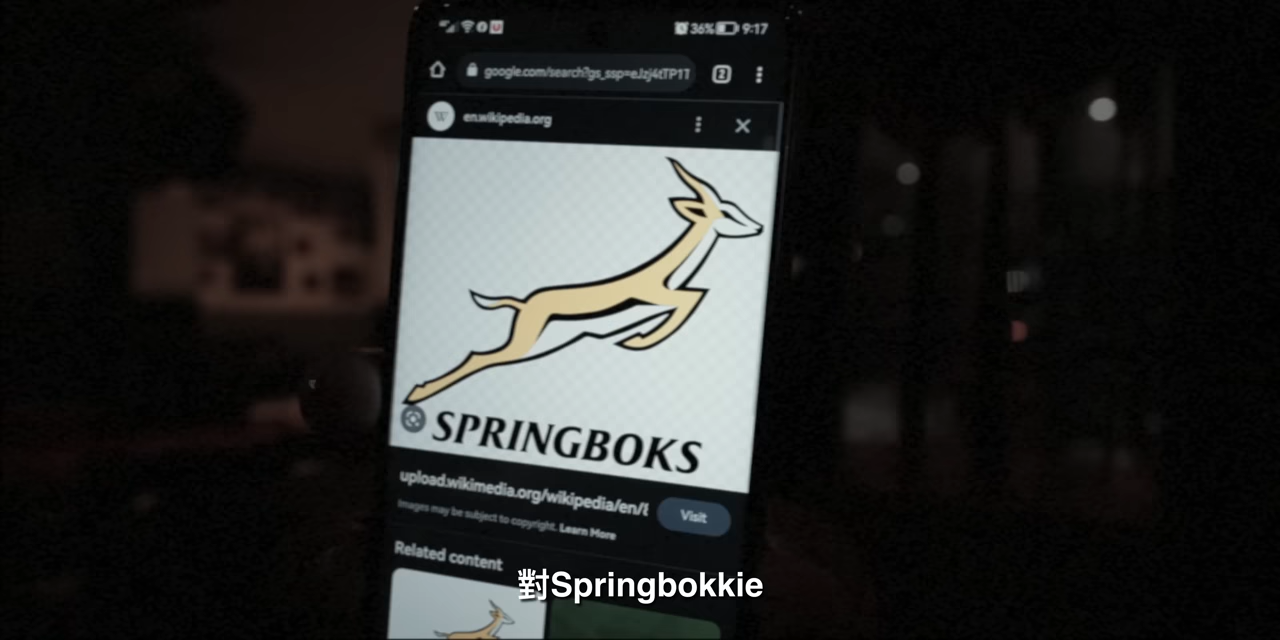 36% 9:17
google.com/search?gs_ssp=eJzj4tTP1T
2
W
en.wikipedia.org
SPRINGBOKS
upload.wikimedia.org/wikipedia/en/
Visit
Images may be subject to copyright. Learn More
Related content
對Springbokkie